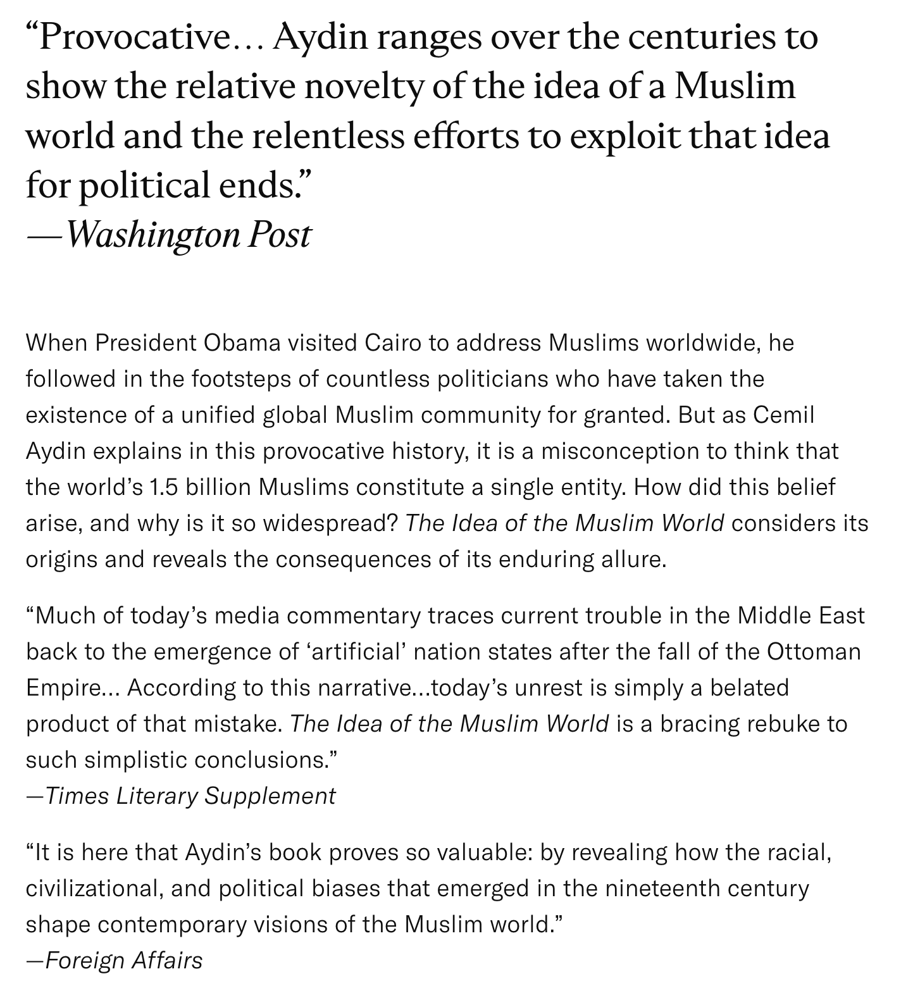 “Provocative… Aydin ranges over the centuries to
show the relative novelty of the idea of a Muslim
world and the relentless efforts to exploit that idea
for political ends.”
—Washington Post
When President Obama visited Cairo to address Muslims worldwide, he
followed in the footsteps of countless politicians who have taken the
existence of a unified global Muslim community for granted. But as Cemil
Aydin explains in this provocative history, it is a misconception to think that
the world’s 1.5 billion Muslims constitute a single entity. How did this belief
arise, and why is it so widespread? The Idea of the Muslim World considers its
origins and reveals the consequences of its enduring allure.
“Much of today’s media commentary traces current trouble in the Middle East
back to the emergence of ‘artificial’ nation states after the fall of the Ottoman
Empire… According to this narrative…today’s unrest is simply a belated
product of that mistake. The Idea of the Muslim World is a bracing rebuke to
such simplistic conclusions.”
—Times Literary Supplement
“It is here that Aydin’s book proves so valuable: by revealing how the racial,
civilizational, and political biases that emerged in the nineteenth century
shape contemporary visions of the Muslim world.”
—Foreign Affairs